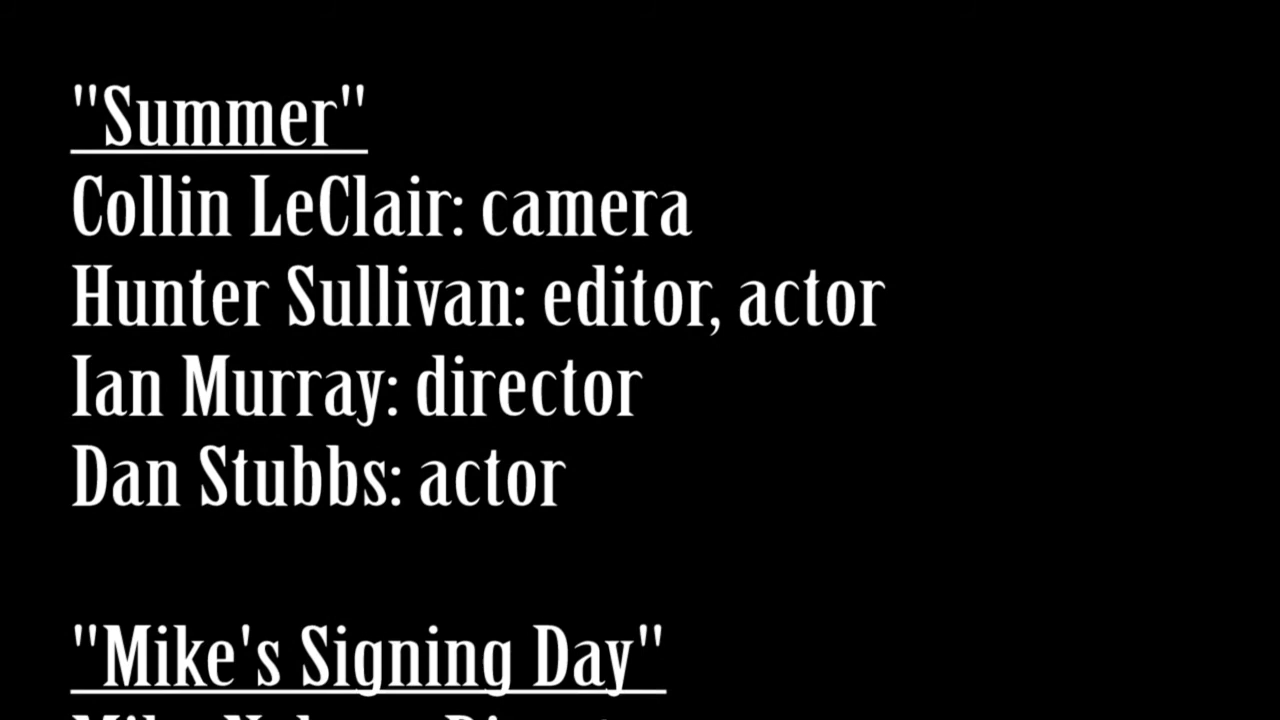 "Summer"
Collin LeClair: camera
Hunter Sullivan: editor, actor
Ian Murray: director
Dan Stubbs: actor
"Mike's Signing Day"